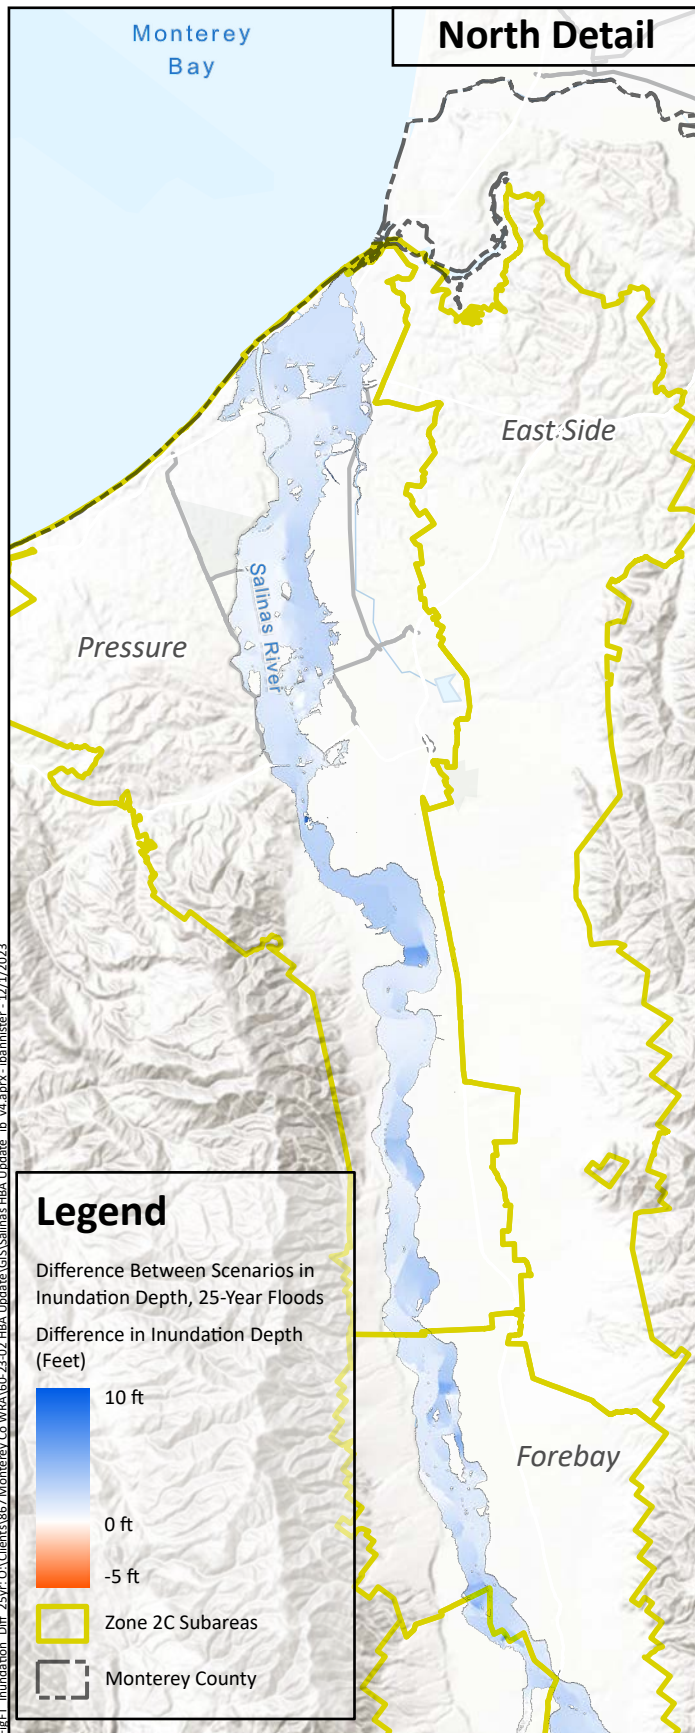 North Detail
Monterey
Bay
East Side
Pressure
Salinas River
Forebay
Legend
Difference Between Scenarios in
Inundation Depth, 25-Year Floods
Difference in Inundation Depth
(Feet)
10 ft
0 ft
-5 ft
Zone 2C Subareas
Monterey County